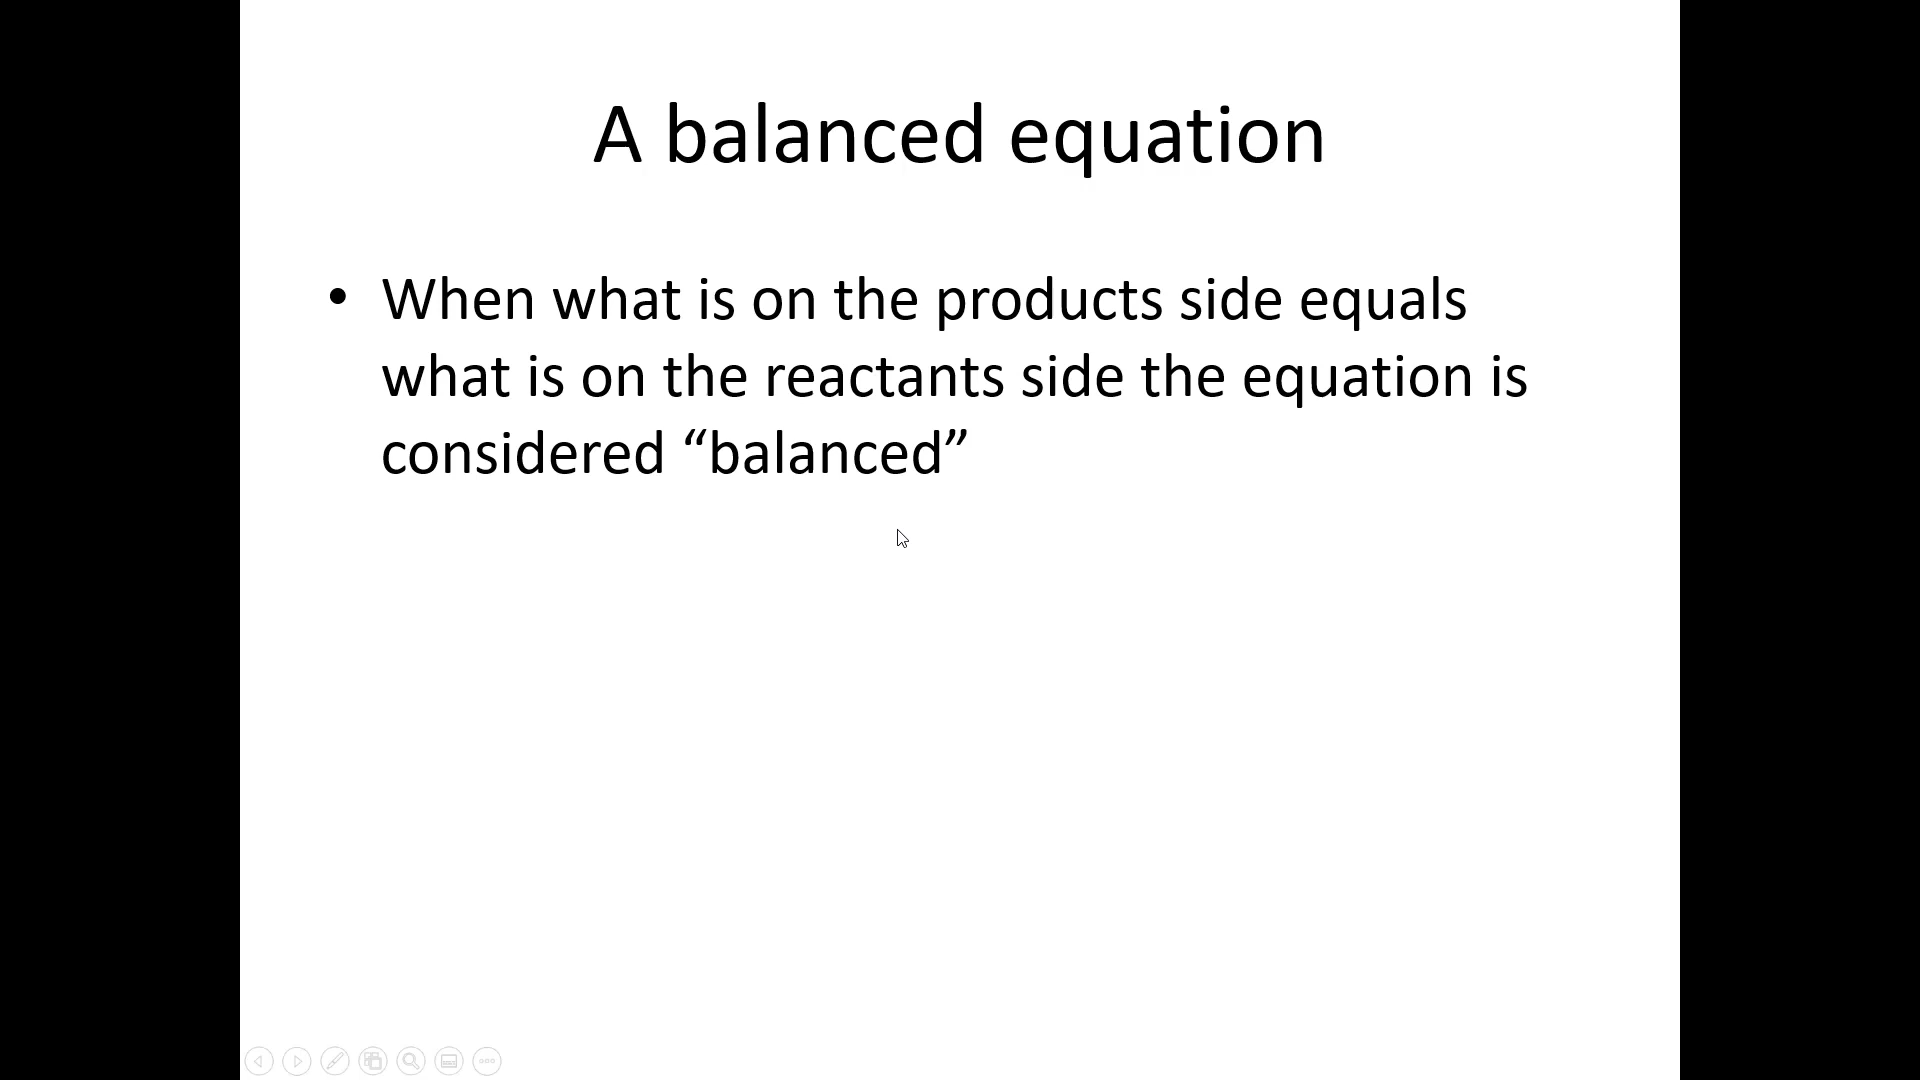 A balanced equation
• When what is on the products side equals
what is on the reactants side the equation is
considered “balanced”